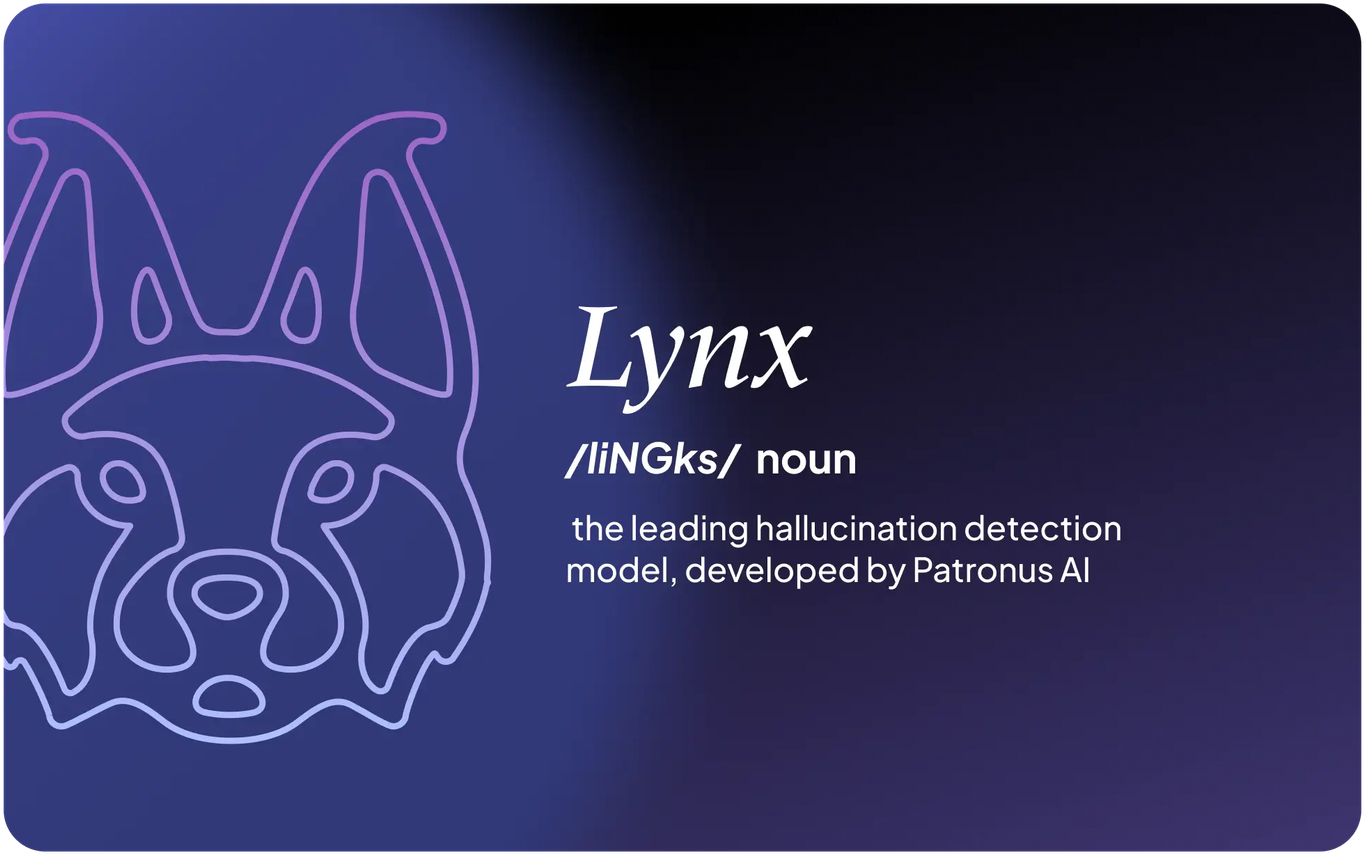 Lynx
/liNGks/ noun
the leading hallucination detection
model, developed by Patronus AI